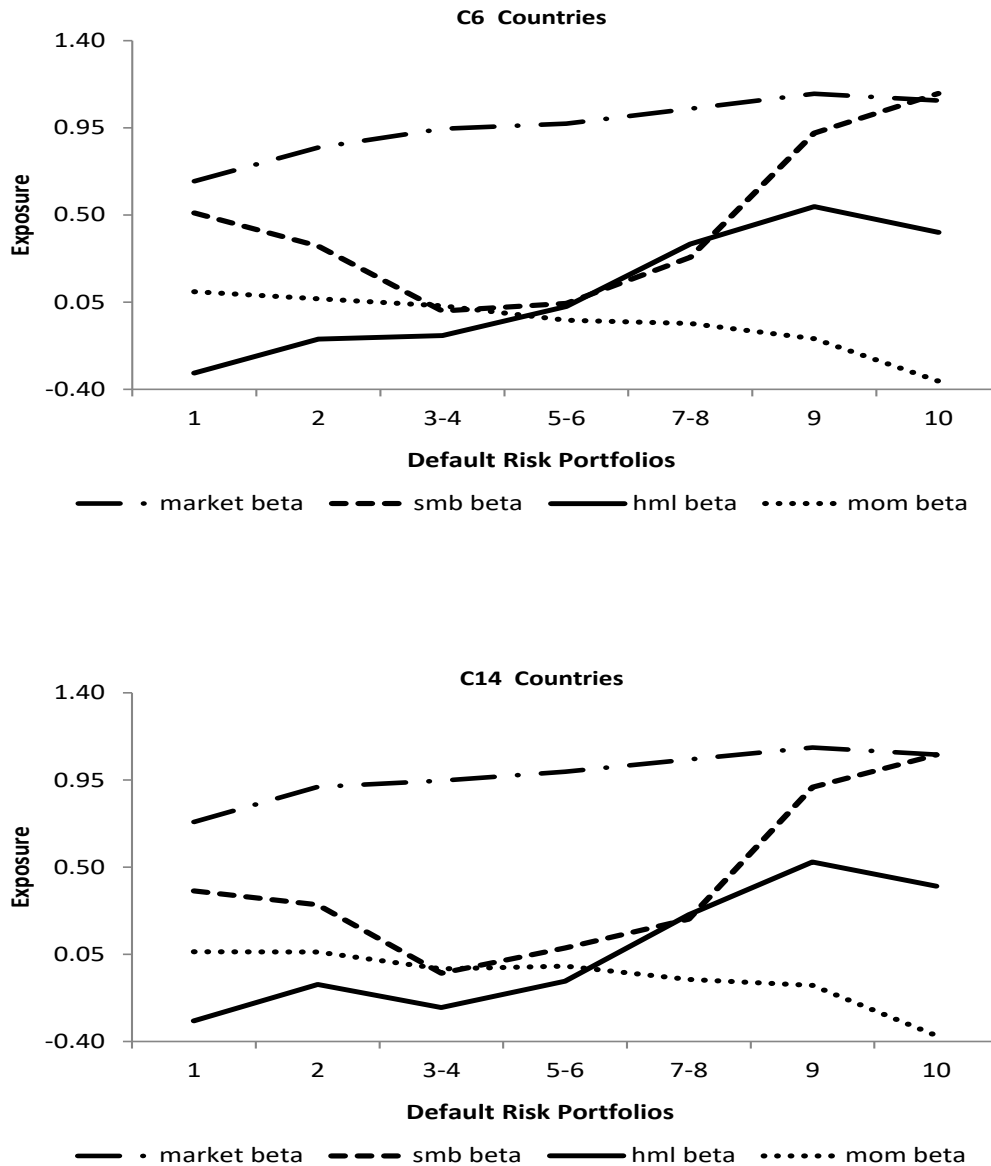 C6 Countries
1.40
0.95
0.50
0.05
-0.40
Exposure
1 2 3-4 5-6 7-8 9 10
Default Risk Portfolios
market beta smb beta hml beta mom beta
C14 Countries
1.40
0.95
0.50
0.05
-0.40
Exposure
1 2 3-4 5-6 7-8 9 10
Default Risk Portfolios
market beta smb beta hml beta mom beta